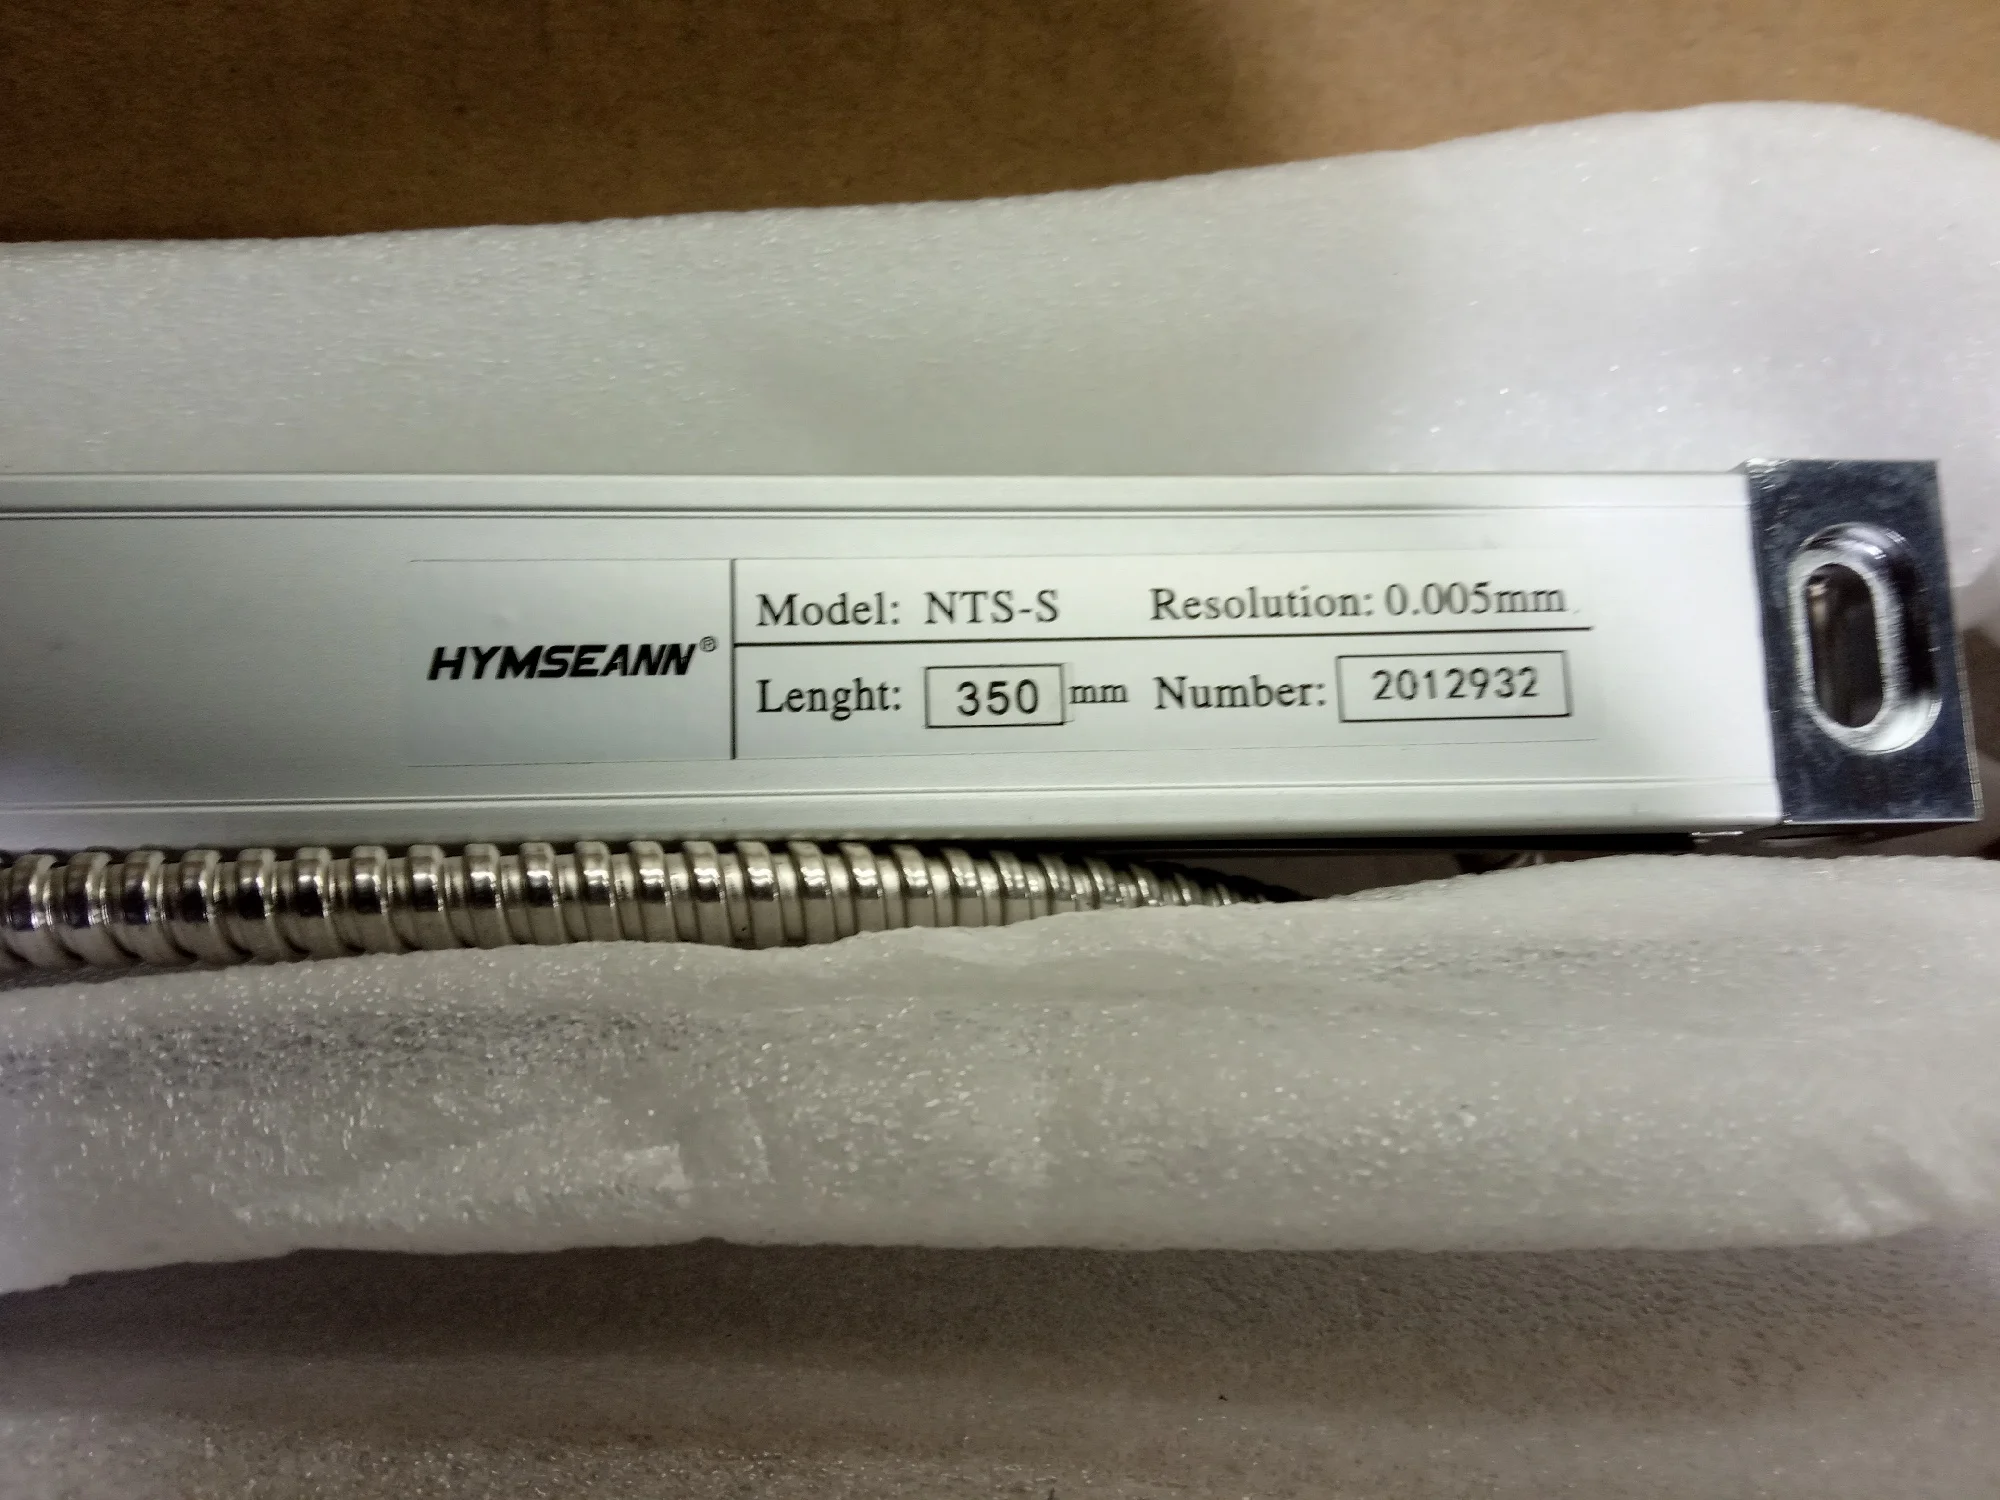 HYMSEANN®
Model: NTS-S Resolution: 0.005mm
Lenght: 350 mm Number: 2012932